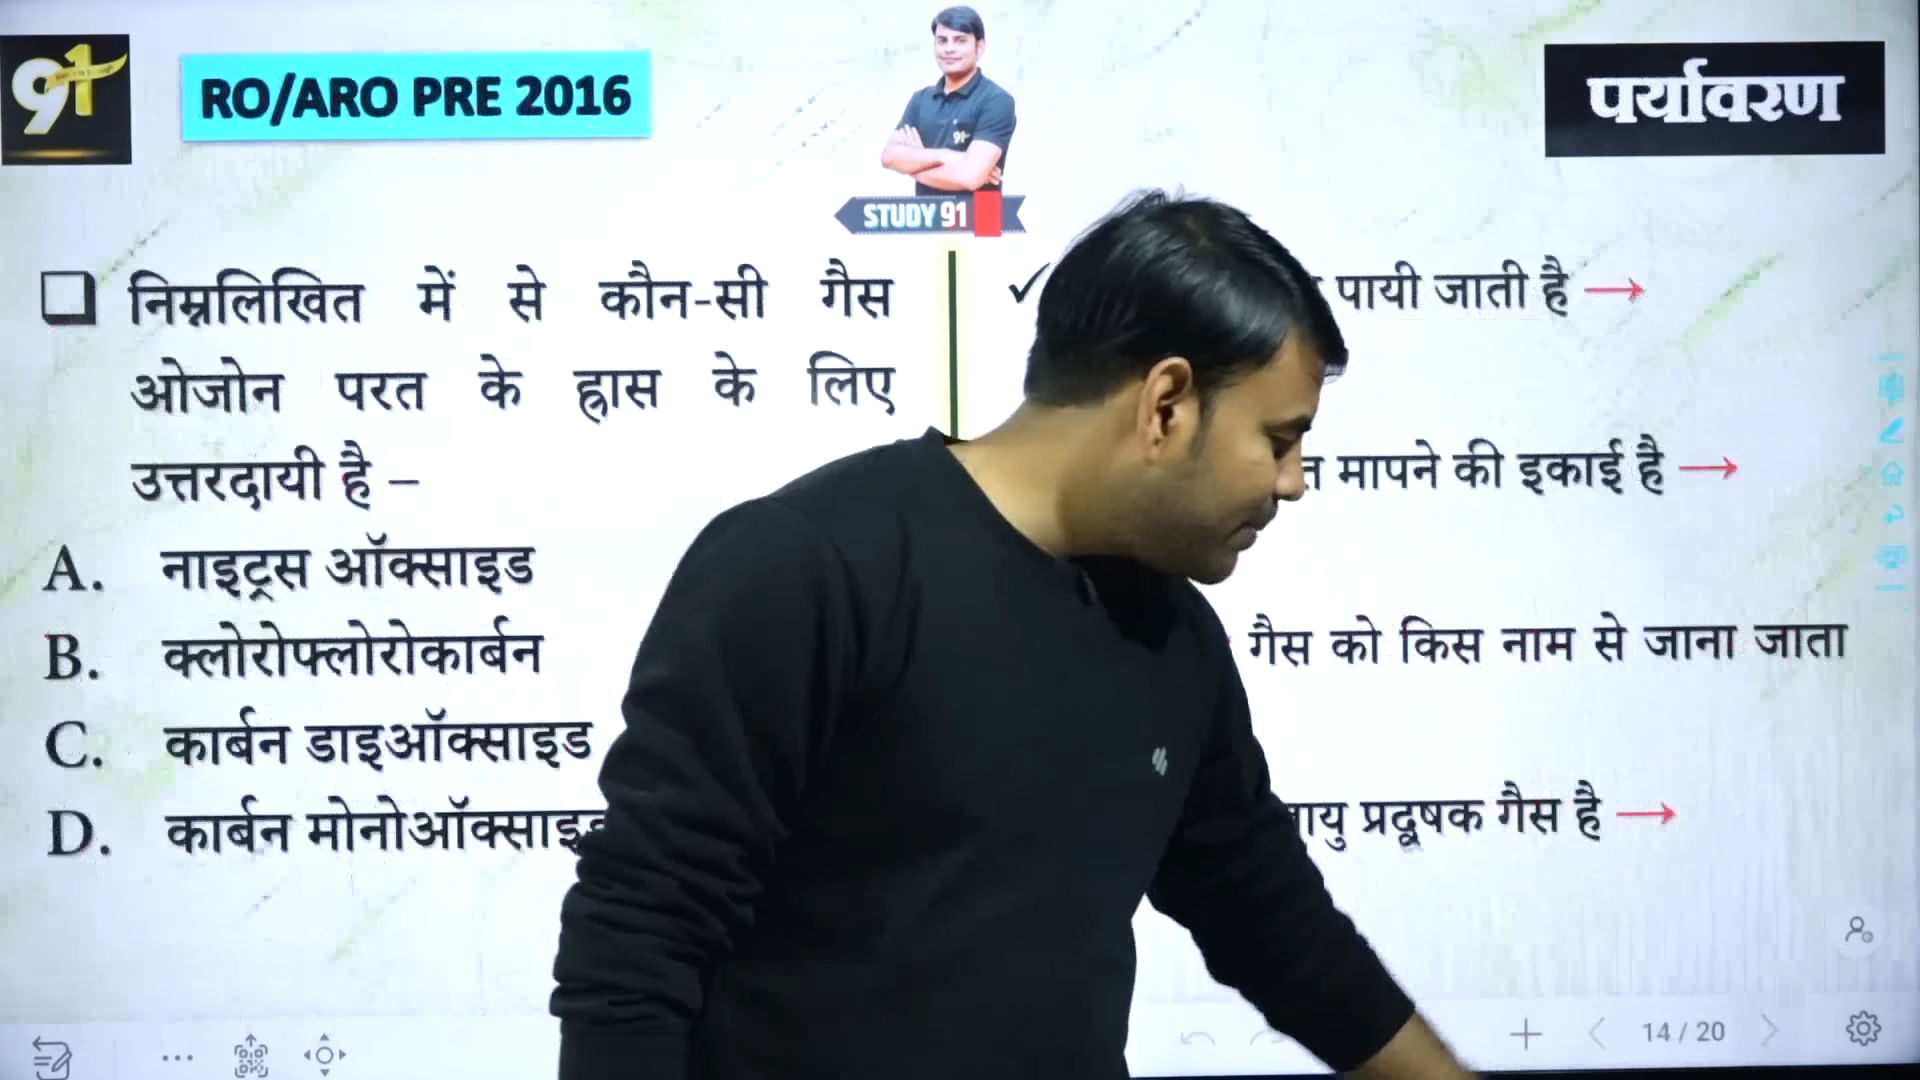 91
RO/ARO PRE 2016
STUDY 91
पर्यावरण
निम्नलिखित में से कौन-सी गैस
ओजोन परत के ह्रास के लिए
उत्तरदायी है –
A. नाइट्रस ऑक्साइड
B. क्लोरोफ्लोरोकार्बन
C. कार्बन डाइऑक्साइड
D. कार्बन मोनोऑक्साइड
पायी जाती है →
मापने की इकाई है →
गैस को किस नाम से जाना जाता
प्रदूषक गैस है →
14 / 20